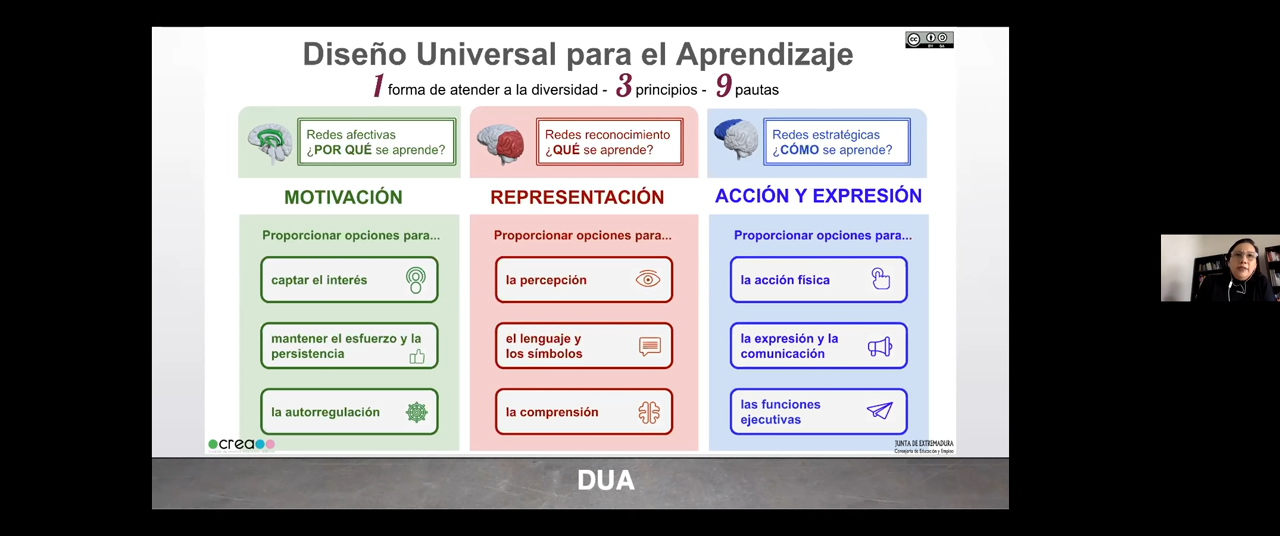 Diseño Universal para el Aprendizaje
1 forma de atender a la diversidad - 3 principios - 9 pautas
Redes afectivas
¿POR QUÉ se aprende?
Redes reconocimiento
¿QUÉ se aprende?
Redes estratégicas
¿CÓMO se aprende?
MOTIVACIÓN
REPRESENTACIÓN
ACCIÓN Y EXPRESIÓN
Proporcionar opciones para...
captar el interés
mantener el esfuerzo y la
persistencia
la autorregulación
Proporcionar opciones para...
la percepción
el lenguaje y
los símbolos
la comprensión
Proporcionar opciones para...
la acción física
la expresión y la
comunicación
las funciones
ejecutivas
crea
JUNTA DE EXTREMADURA
Consejería de Educación y Empleo
cc
BY SA
DUA